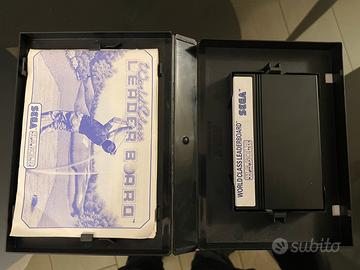 World Class
LEADER BOARD
SEGA
WORLD CLASS LEADERBOARD
SEGA
subito